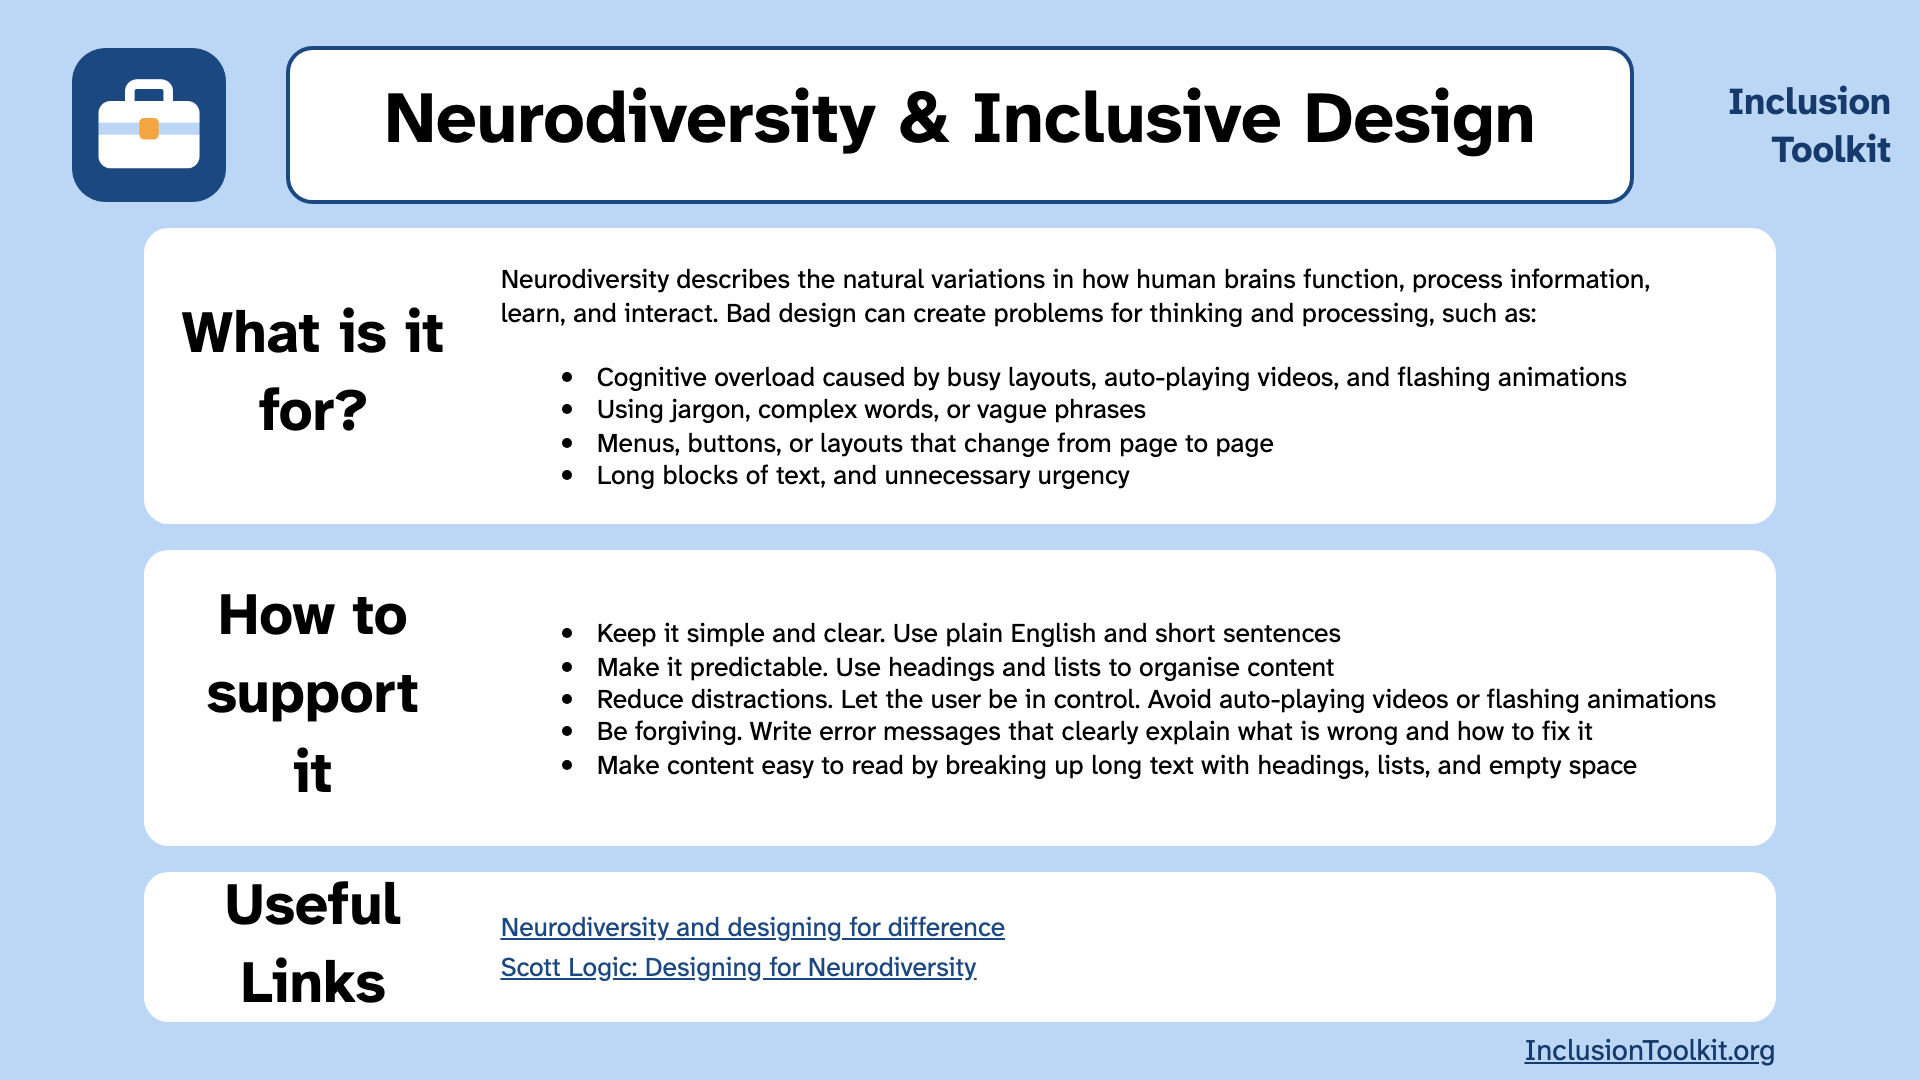 Neurodiversity & Inclusive Design
Inclusion
Toolkit
What is it
for?
Neurodiversity describes the natural variations in how human brains function, process information,
learn, and interact. Bad design can create problems for thinking and processing, such as:
• Cognitive overload caused by busy layouts, auto-playing videos, and flashing animations
• Using jargon, complex words, or vague phrases
• Menus, buttons, or layouts that change from page to page
• Long blocks of text, and unnecessary urgency
How to
support
it
• Keep it simple and clear. Use plain English and short sentences
• Make it predictable. Use headings and lists to organise content
• Reduce distractions. Let the user be in control. Avoid auto-playing videos or flashing animations
• Be forgiving. Write error messages that clearly explain what is wrong and how to fix it
• Make content easy to read by breaking up long text with headings, lists, and empty space
Useful
Links
Neurodiversity and designing for difference
Scott Logic: Designing for Neurodiversity
InclusionToolkit.org